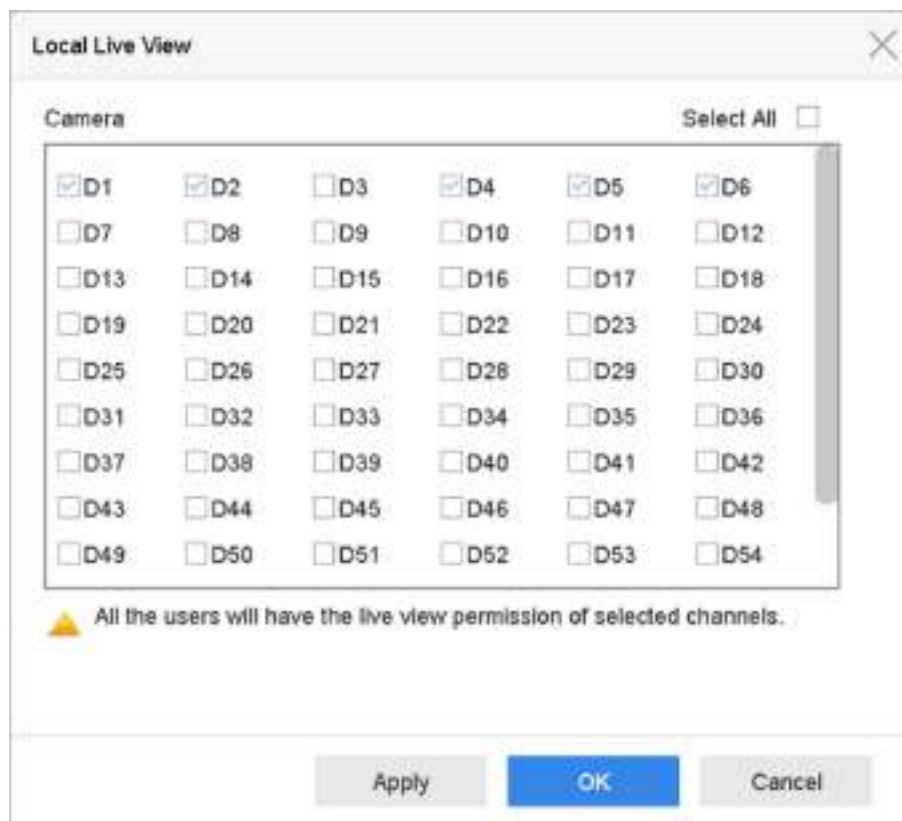 Local Live View
Camera Select All
D1 D2 D3 D4 D5 D6
D7 D8 D9 D10 D11 D12
D13 D14 D15 D16 D17 D18
D19 D20 D21 D22 D23 D24
D25 D26 D27 D28 D29 D30
D31 D32 D33 D34 D35 D36
D37 D38 D39 D40 D41 D42
D43 D44 D45 D46 D47 D48
D49 D50 D51 D52 D53 D54
All the users will have the live view permission of selected channels.
Apply OK Cancel